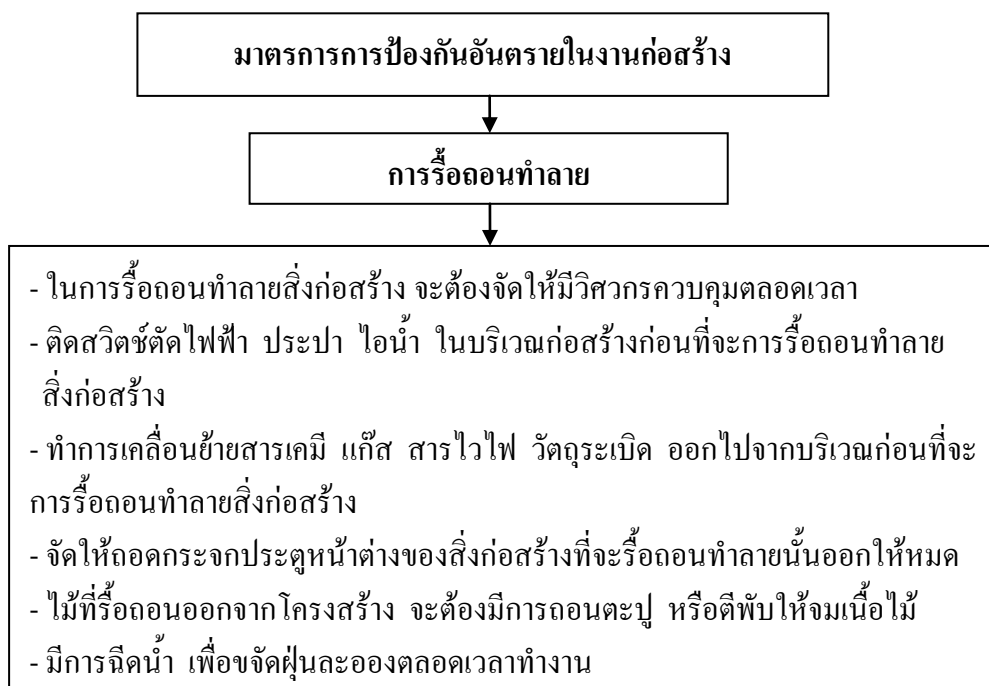 มาตรการการป้องกันอันตรายในงานก่อสร้าง
การรื้อถอนทำลาย
- ในการรื้อถอนทำลายสิ่งก่อสร้าง จะต้องจัดให้มีวิศวกรควบคุมตลอดเวลา
- ติดสวิตช์ตัดไฟฟ้า ประปา ไอน้ำ ในบริเวณก่อสร้างก่อนที่จะการรื้อถอนทำลาย
สิ่งก่อสร้าง
- ทำการเคลื่อนย้ายสารเคมี แก๊ส สารไวไฟ วัตถุระเบิด ออกไปจากบริเวณก่อนที่จะ
การรื้อถอนทำลายสิ่งก่อสร้าง
- จัดให้ถอดกระจกประตูหน้าต่างของสิ่งก่อสร้างที่จะรื้อถอนทำลายนั้นออกให้หมด
- ไม้ที่รื้อถอนออกจากโครงสร้าง จะต้องมีการถอนตะปู หรือตีพับให้จมเนื้อไม้
- มีการฉีดน้ำ เพื่อขจัดฝุ่นละอองตลอดเวลาทำงาน